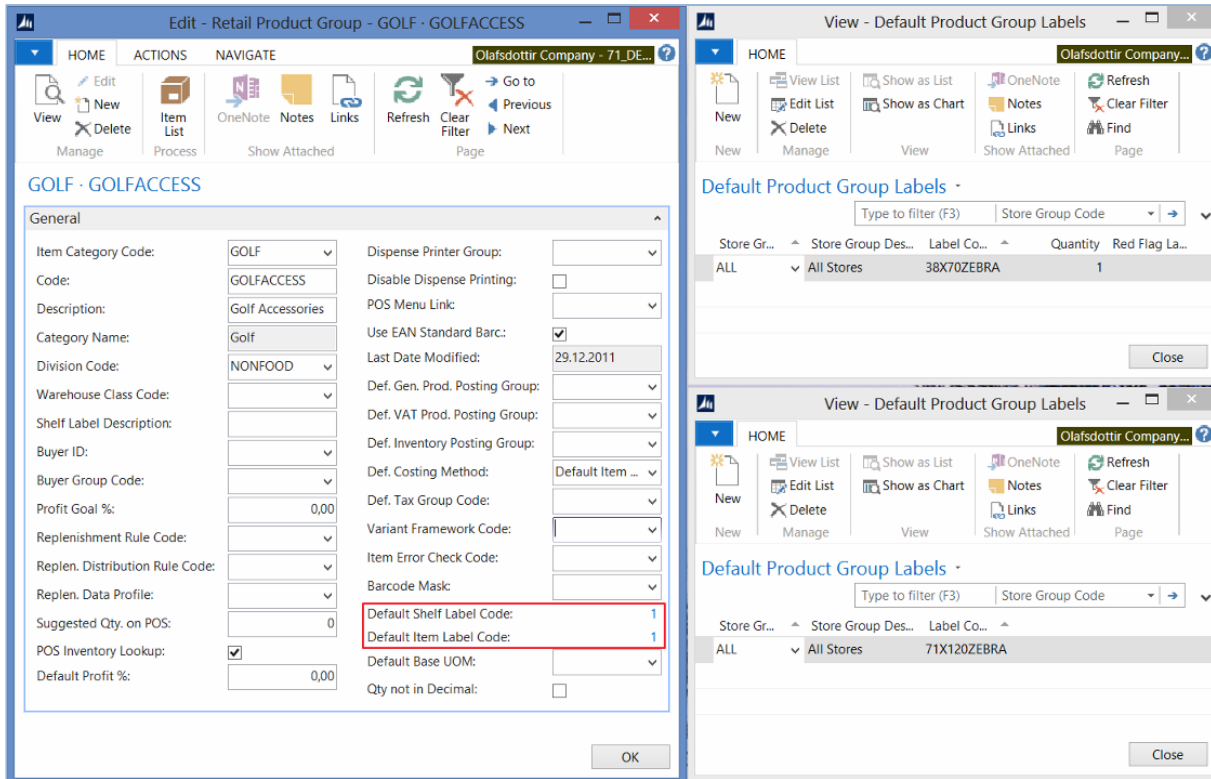 Edit - Retail Product Group - GOLF · GOLFACCESS
HOME ACTIONS NAVIGATE Olafsdottir Company - 71_DE...
View
Edit
New
Delete
Manage
Item List
Process
OneNote Notes Links
Show Attached
Refresh Clear Filter
Go to
Previous
Next
Page
GOLF · GOLFACCESS
General
Item Category Code: GOLF
Code: GOLFACCESS
Description: Golf Accessories
Category Name: Golf
Division Code: NONFOOD
Warehouse Class Code:
Shelf Label Description:
Buyer ID:
Buyer Group Code:
Profit Goal %: 0,00
Replenishment Rule Code:
Replen. Distribution Rule Code:
Replen. Data Profile:
Suggested Qty. on POS: 0
POS Inventory Lookup:
Default Profit %: 0,00
Dispense Printer Group:
Disable Dispense Printing:
POS Menu Link:
Use EAN Standard Barc.:
Last Date Modified: 29.12.2011
Def. Gen. Prod. Posting Group:
Def. VAT Prod. Posting Group:
Def. Inventory Posting Group:
Def. Costing Method: Default Item ...
Def. Tax Group Code:
Variant Framework Code:
Item Error Check Code:
Barcode Mask:
Default Shelf Label Code: 1
Default Item Label Code: 1
Default Base UOM:
Qty not in Decimal:
OK
View - Default Product Group Labels
HOME Olafsdottir Company...
New
New
View List
Edit List
Delete
Manage
Show as List
Show as Chart
View
OneNote
Notes
Links
Show Attached
Refresh
Clear Filter
Find
Page
Default Product Group Labels
Type to filter (F3) Store Group Code
Store Gr... Store Group Des... Label Co... Quantity Red Flag La...
ALL All Stores 38X70ZEBRA 1
Close
View - Default Product Group Labels
HOME Olafsdottir Company...
New
New
View List
Edit List
Delete
Manage
Show as List
Show as Chart
View
OneNote
Notes
Links
Show Attached
Refresh
Clear Filter
Find
Page
Default Product Group Labels
Type to filter (F3) Store Group Code
Store Gr... Store Group Des... Label Co...
ALL All Stores 71X120ZEBRA
Close